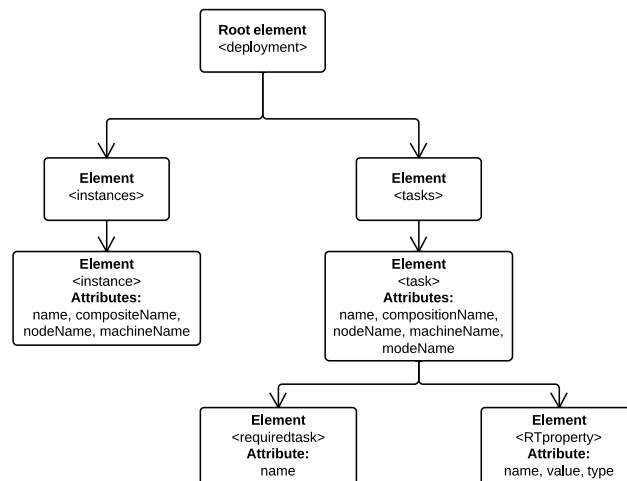 Root element
<deployment>
Element
<instances>
Element
<tasks>
Element
<instance>
Attributes:
name, compositeName,
nodeName, machineName
Element
<task>
Attributes:
name, compositionName,
nodeName, machineName,
modeName
Element
<requiredtask>
Attribute:
name
Element
<RTproperty>
Attribute:
name, value, type